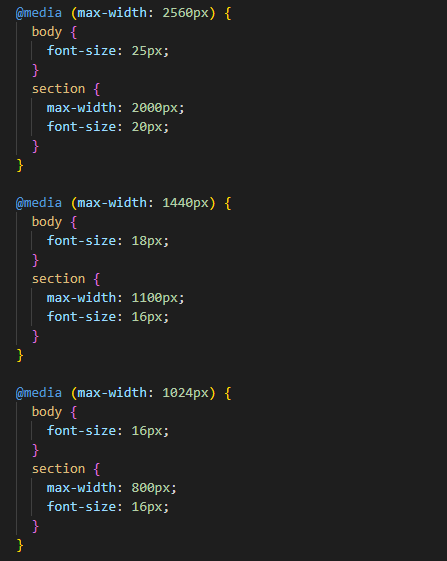 @media (max-width: 2560px) {
  body {
    font-size: 25px;
  }
  section {
    max-width: 2000px;
    font-size: 20px;
  }
}

@media (max-width: 1440px) {
  body {
    font-size: 18px;
  }
  section {
    max-width: 1100px;
    font-size: 16px;
  }
}

@media (max-width: 1024px) {
  body {
    font-size: 16px;
  }
  section {
    max-width: 800px;
    font-size: 16px;
  }
}